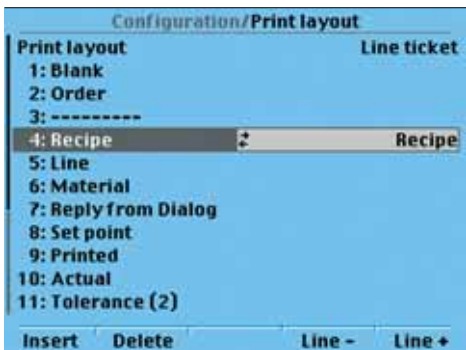 Configuration/Print layout
Print layout Line ticket
1: Blank
2: Order
3: ---------
4: Recipe Recipe
5: Line
6: Material
7: Reply from Dialog
8: Set point
9: Printed
10: Actual
11: Tolerance (2)
Insert Delete Line - Line +